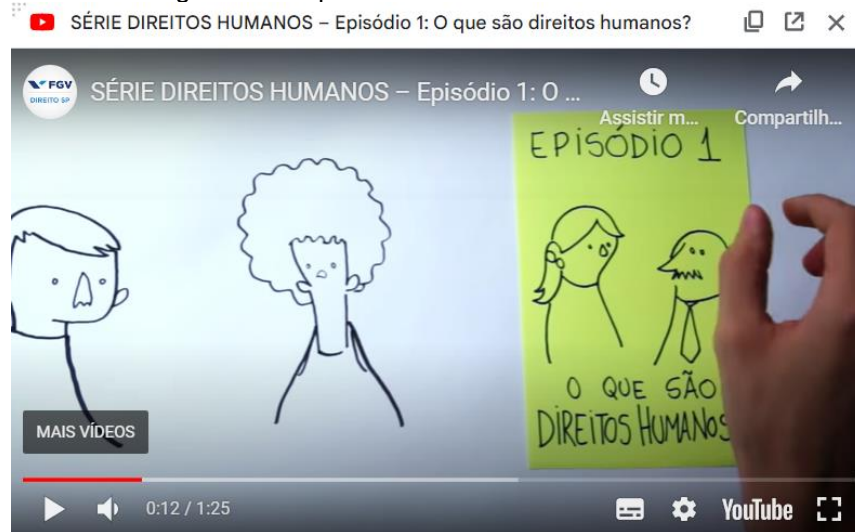 SÉRIE DIREITOS HUMANOS – Episódio 1: O que são direitos humanos?
FGV
DIREITO SP
SÉRIE DIREITOS HUMANOS – Episódio 1: O ...
Assistir m...
Compartilh...
EPISÓDIO 1
O QUE SÃO
DIREITOS HUMANOS
MAIS VÍDEOS
0:12 / 1:25
YouTube